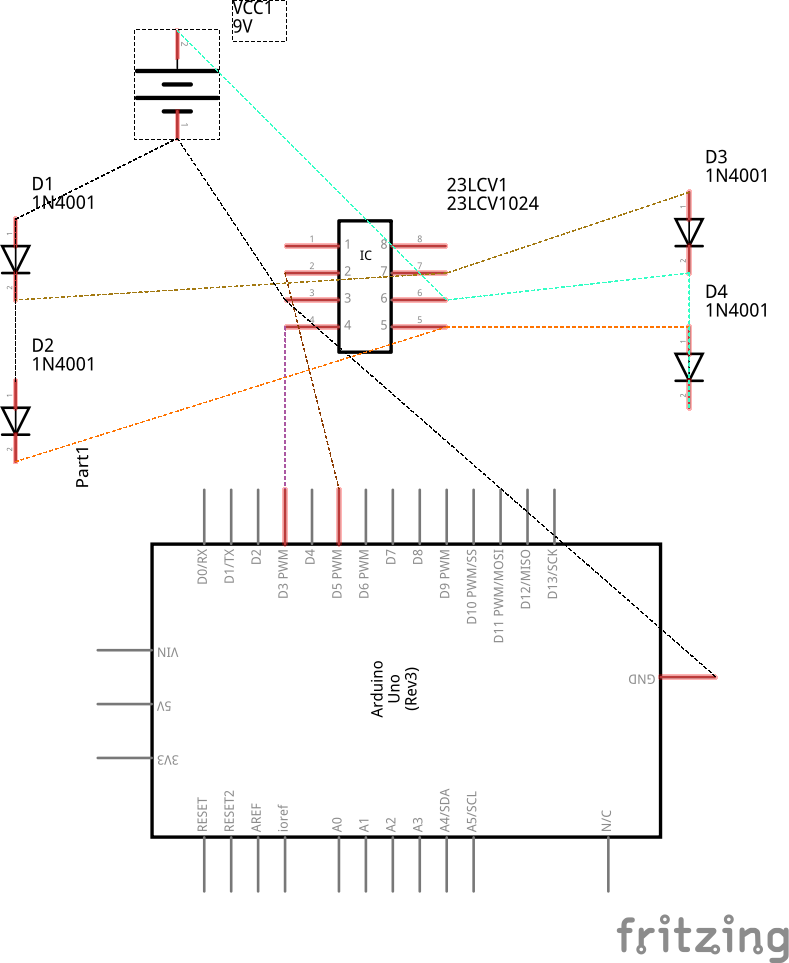 VCC1
9V
2
1
D1
1N4001
1
2
D2
1N4001
1
2
Part1
23LCV1
23LCV1024
IC
1
2
3
4
8
7
6
5
1
2
3
4
8
7
6
5
D3
1N4001
1
2
D4
1N4001
1
2
D0/RX
D1/TX
D2
D3 PWM
D4
D5 PWM
D6 PWM
D7
D8
D9 PWM
D10 PWM/SS
D11 PWM/MOSI
D12/MISO
D13/SCK
VIN
5V
3V3
Arduino
Uno
(Rev3)
GND
RESET
RESET2
AREF
ioref
A0
A1
A2
A3
A4/SDA
A5/SCL
N/C
fritzing